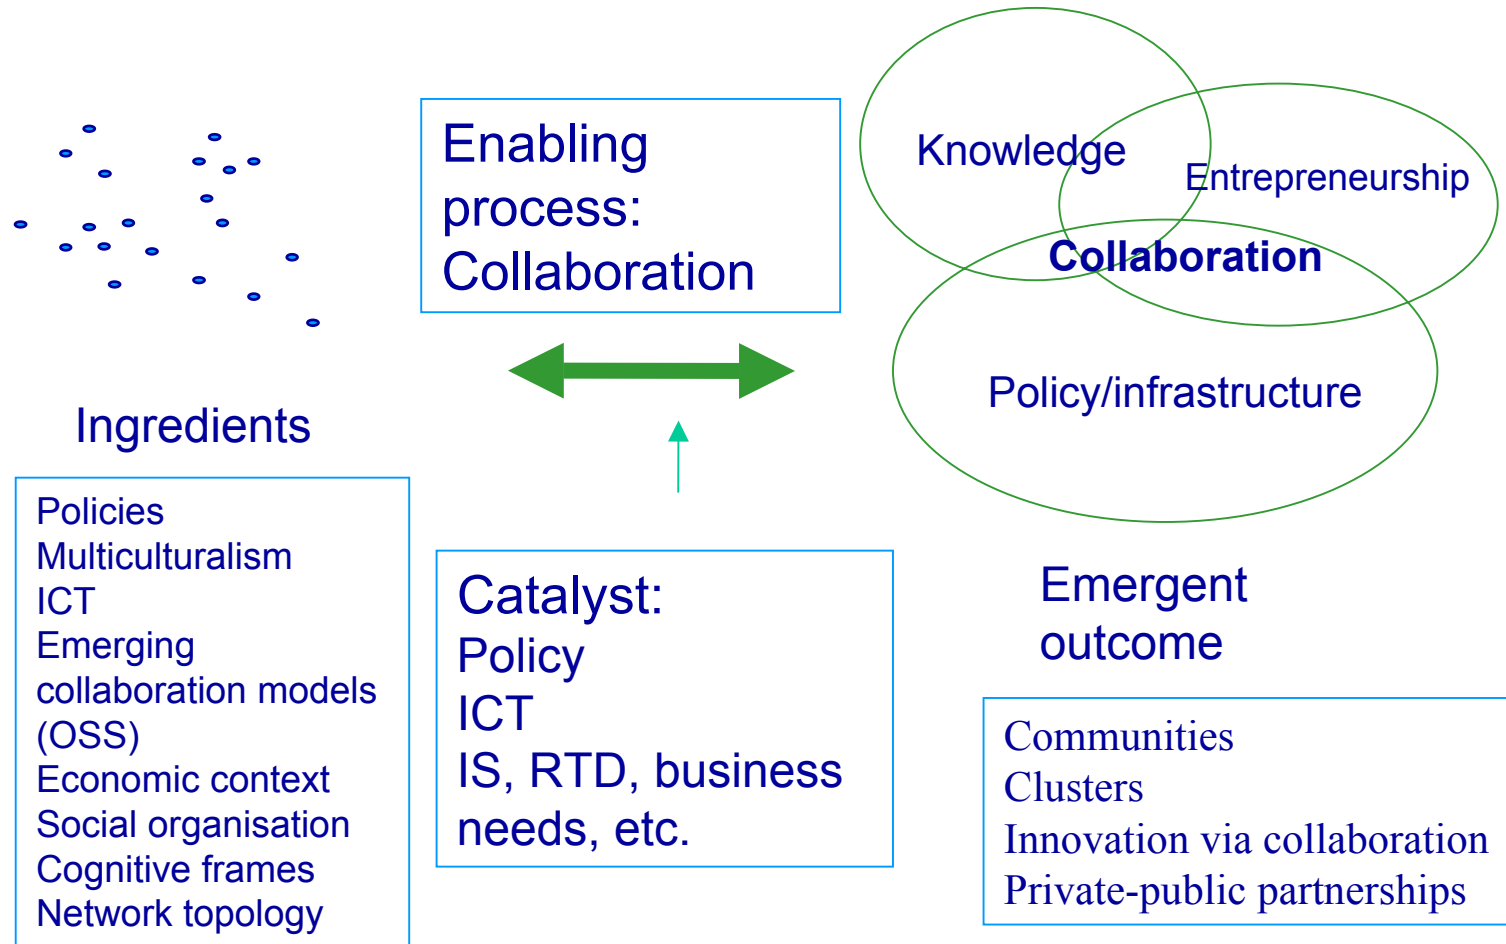 Enabling
process:
Collaboration
Knowledge
Entrepreneurship
Collaboration
Policy/infrastructure
Ingredients
Policies
Multiculturalism
ICT
Emerging
collaboration models
(OSS)
Economic context
Social organisation
Cognitive frames
Network topology
Catalyst:
Policy
ICT
IS, RTD, business
needs, etc.
Emergent
outcome
Communities
Clusters
Innovation via collaboration
Private-public partnerships